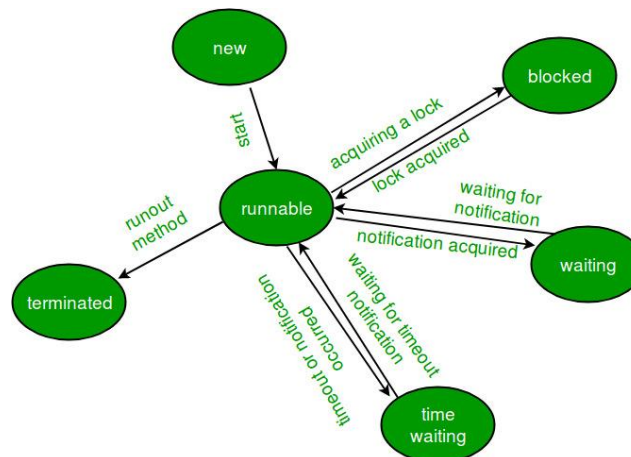 new
blocked
start
acquiring a lock
lock acquired
runnable
waiting for
notification
notification acquired
waiting
runout
method
terminated
timeout or notification
occurred
waiting for timeout
notification
time
waiting